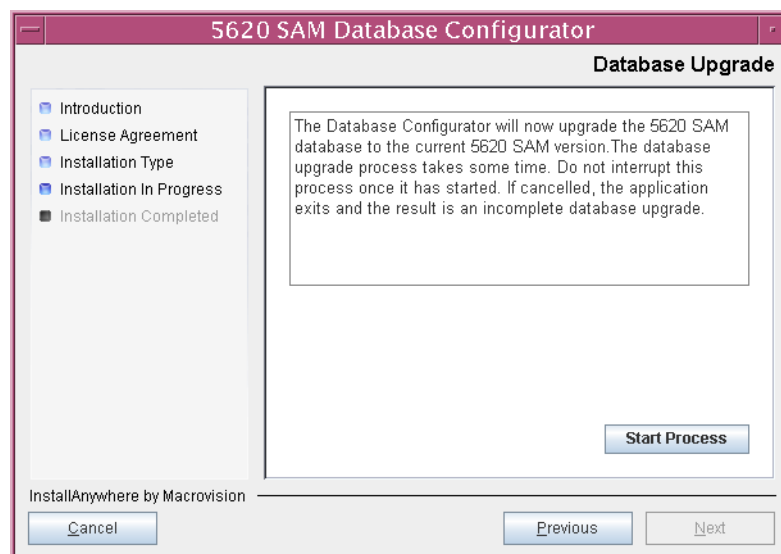 5620 SAM Database Configurator
Database Upgrade
Introduction
License Agreement
Installation Type
Installation In Progress
Installation Completed
The Database Configurator will now upgrade the 5620 SAM
database to the current 5620 SAM version.The database
upgrade process takes some time. Do not interrupt this
process once it has started. If cancelled, the application
exits and the result is an incomplete database upgrade.
Start Process
InstallAnywhere by Macrovision
Cancel
Previous
Next